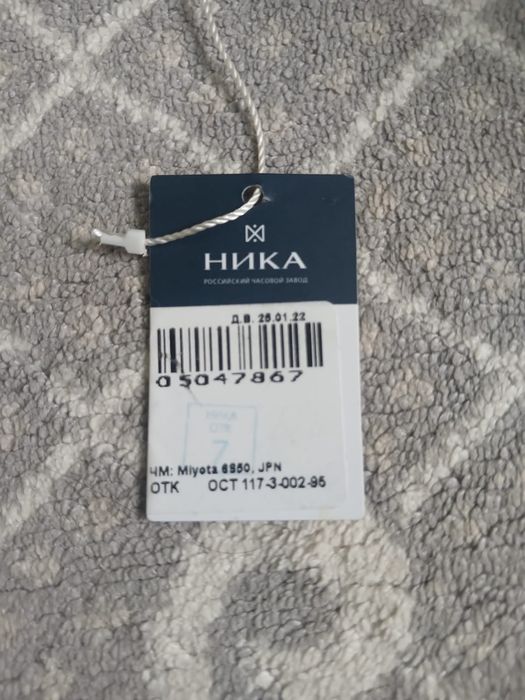 НИКА
РОССИЙСКИЙ ЧАСОВОЙ ЗАВОД
Д.В. 25.01.22
05047867
НИКА
ОТК
7
ЧМ: Miyota 6S50, JPN
ОТК ОСТ 117-3-002-95